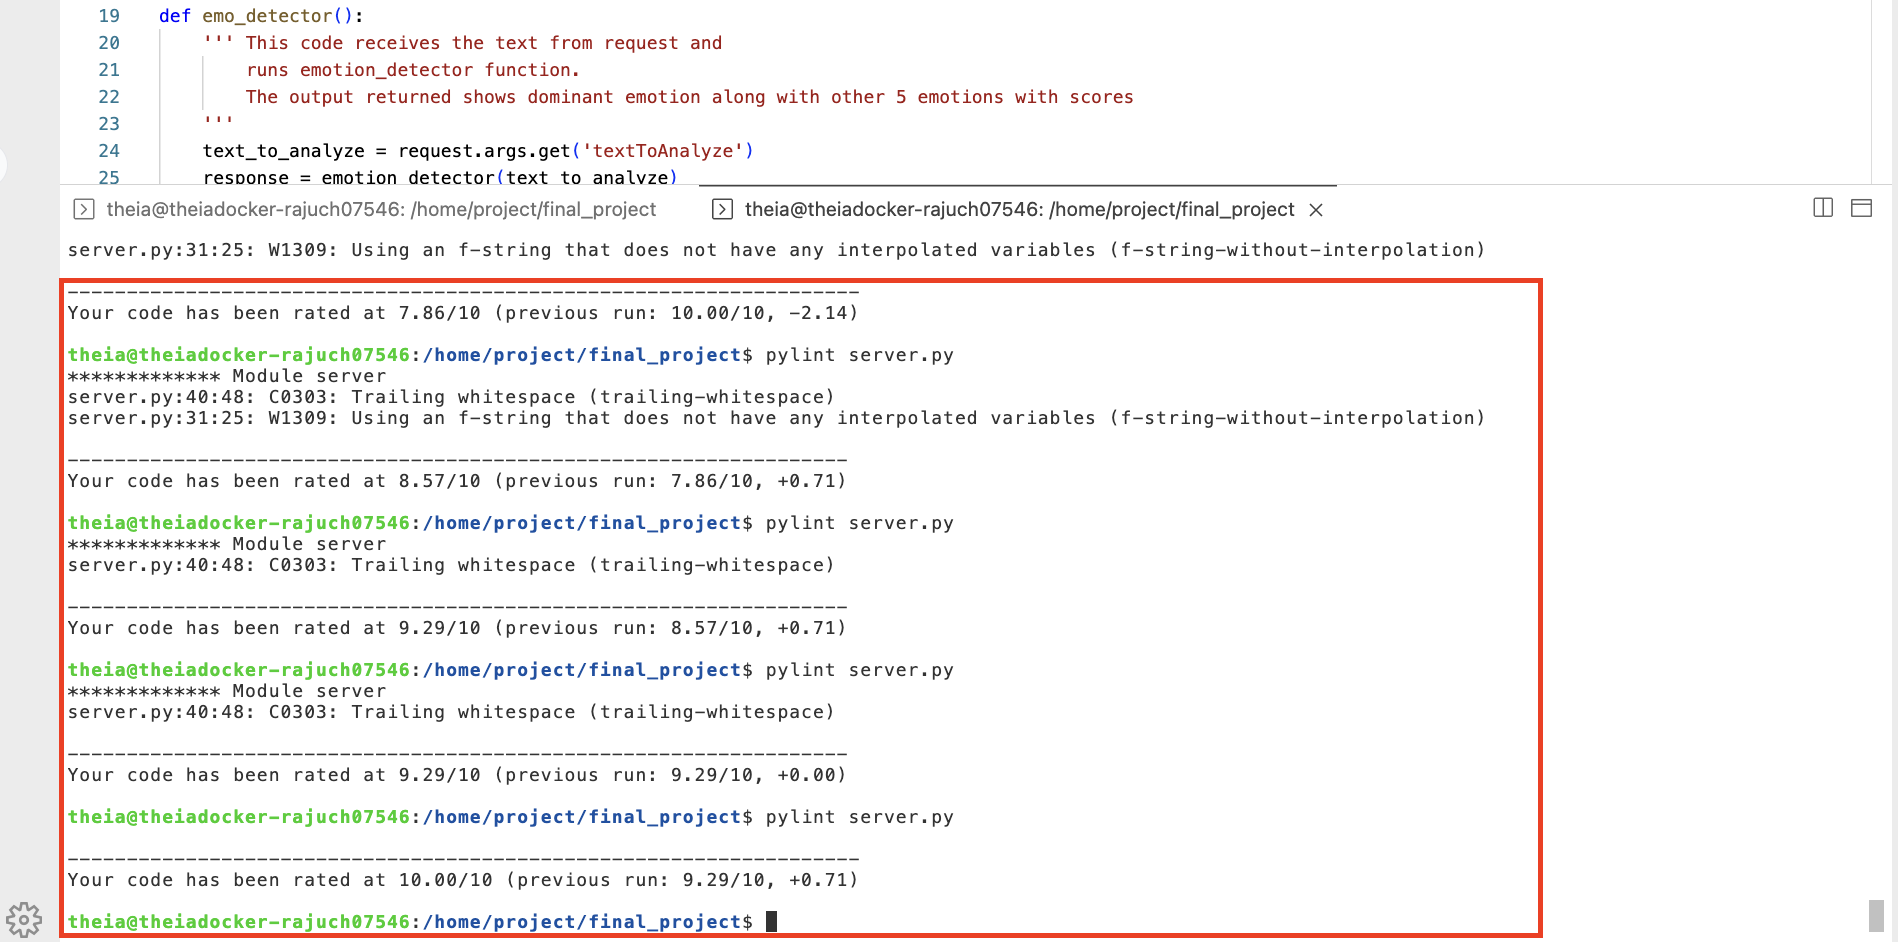 19 def emo_detector():
20 ''' This code receives the text from request and
21 runs emotion_detector function.
22 The output returned shows dominant emotion along with other 5 emotions with scores
23 '''
24 text_to_analyze = request.args.get('textToAnalyze')
25 response = emotion_detector(text_to_analyze)
theia@theiadocker-rajuch07546: /home/project/final_project theia@theiadocker-rajuch07546: /home/project/final_project
server.py:31:25: W1309: Using an f-string that does not have any interpolated variables (f-string-without-interpolation)
-------------------------------------------------------------------
Your code has been rated at 7.86/10 (previous run: 10.00/10, -2.14)
theia@theiadocker-rajuch07546:/home/project/final_project$ pylint server.py
************* Module server
server.py:40:48: C0303: Trailing whitespace (trailing-whitespace)
server.py:31:25: W1309: Using an f-string that does not have any interpolated variables (f-string-without-interpolation)
------------------------------------------------------------------
Your code has been rated at 8.57/10 (previous run: 7.86/10, +0.71)
theia@theiadocker-rajuch07546:/home/project/final_project$ pylint server.py
************* Module server
server.py:40:48: C0303: Trailing whitespace (trailing-whitespace)
------------------------------------------------------------------
Your code has been rated at 9.29/10 (previous run: 8.57/10, +0.71)
theia@theiadocker-rajuch07546:/home/project/final_project$ pylint server.py
************* Module server
server.py:40:48: C0303: Trailing whitespace (trailing-whitespace)
------------------------------------------------------------------
Your code has been rated at 9.29/10 (previous run: 9.29/10, +0.00)
theia@theiadocker-rajuch07546:/home/project/final_project$ pylint server.py
-------------------------------------------------------------------
Your code has been rated at 10.00/10 (previous run: 9.29/10, +0.71)
theia@theiadocker-rajuch07546:/home/project/final_project$